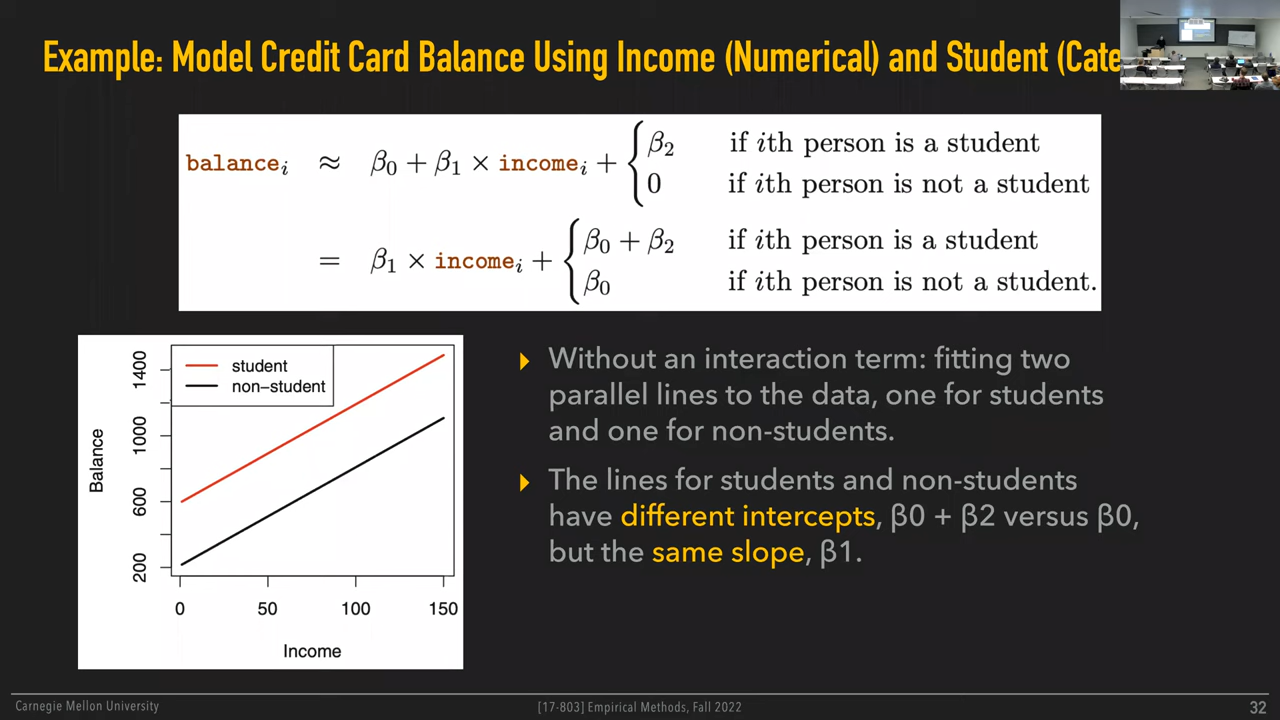 Example: Model Credit Card Balance Using Income (Numerical) and Student (Cate
balanceᵢ ≈ β₀ + β₁ × incomeᵢ + { β₂ if ith person is a student
0 if ith person is not a student
= β₁ × incomeᵢ + { β₀ + β₂ if ith person is a student
β₀ if ith person is not a student.
student
non−student
Balance
1400
1000
600
200
0 50 100 150
Income
Without an interaction term: fitting two
parallel lines to the data, one for students
and one for non-students.
The lines for students and non-students
have different intercepts, β0 + β2 versus β0,
but the same slope, β1.
Carnegie Mellon University
[17-803] Empirical Methods, Fall 2022
32